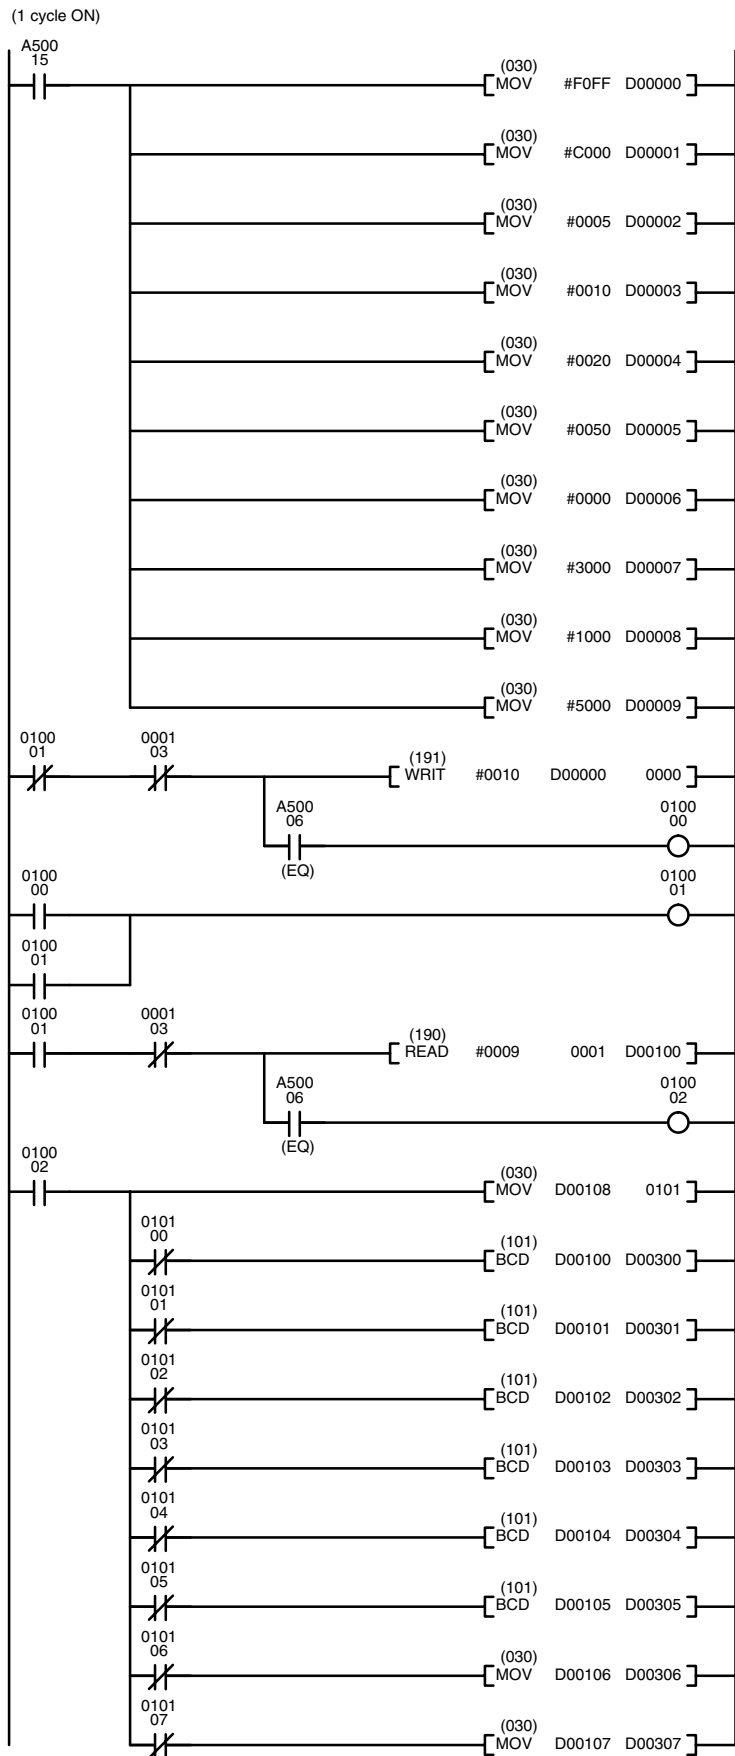 (1 cycle ON)
A500
15
(030)
MOV #F0FF D00000
(030)
MOV #C000 D00001
(030)
MOV #0005 D00002
(030)
MOV #0010 D00003
(030)
MOV #0020 D00004
(030)
MOV #0050 D00005
(030)
MOV #0000 D00006
(030)
MOV #3000 D00007
(030)
MOV #1000 D00008
(030)
MOV #5000 D00009
0100 0001
01 03
(191)
WRIT #0010 D00000 0000
A500 0100
06 00
(EQ)
0100 0100
00 01
0100
01
0100 0001
01 03
(190)
READ #0009 0001 D00100
A500 0100
06 02
(EQ)
0100
02
(030)
MOV D00108 0101
0101
00
(101)
BCD D00100 D00300
0101
01
(101)
BCD D00101 D00301
0101
02
(101)
BCD D00102 D00302
0101
03
(101)
BCD D00103 D00303
0101
04
(101)
BCD D00104 D00304
0101
05
(101)
BCD D00105 D00305
0101
06
(030)
MOV D00106 D00306
0101
07
(030)
MOV D00107 D00307